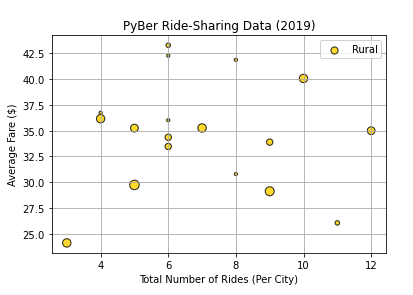 PyBer Ride-Sharing Data (2019)
Rural
42.5
40.0
37.5
35.0
32.5
30.0
27.5
25.0
Average Fare ($)
4 6 8 10 12
Total Number of Rides (Per City)